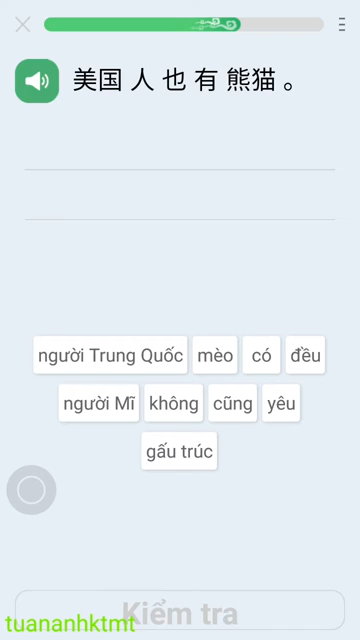 美国 人 也 有 熊猫 。
người Trung Quốc mèo có đều
người Mĩ không cũng yêu
gấu trúc
Kiểm tra
tuananhktmt